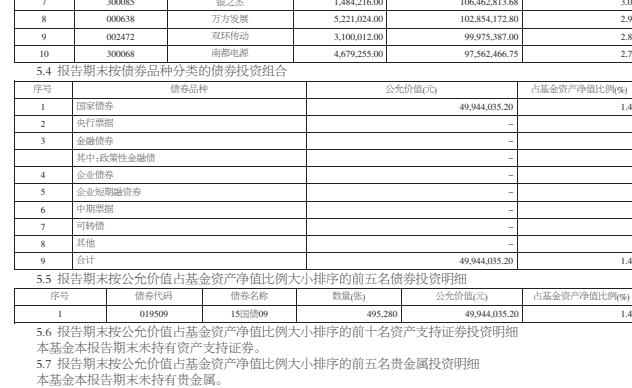 7 300085 银之杰 1,484,216.00 106,462,813.68 3.0
8 000638 万方发展 5,221,024.00 102,854,172.80 2.9
9 002472 双环传动 3,100,012.00 99,975,387.00 2.8
10 300068 南都电源 4,679,255.00 97,562,466.75 2.7
5.4 报告期末按债券品种分类的债券投资组合
序号 债券品种 公允价值(元) 占基金资产净值比例(%)
1 国家债券 49,944,035.20 1.4
2 央行票据 –
3 金融债券 –
其中:政策性金融债 –
4 企业债券 –
5 企业短期融资券 –
6 中期票据 –
7 可转债 –
8 其他 –
9 合计 49,944,035.20 1.4
5.5 报告期末按公允价值占基金资产净值比例大小排序的前五名债券投资明细
序号 债券代码 债券名称 数量(张) 公允价值(元) 占基金资产净值比例(%)
1 019509 15国债09 495,280 49,944,035.20 1.4
5.6 报告期末按公允价值占基金资产净值比例大小排序的前十名资产支持证券投资明细
本基金本报告期末未持有资产支持证券。
5.7 报告期末按公允价值占基金资产净值比例大小排序的前五名贵金属投资明细
本基金本报告期末未持有贵金属。